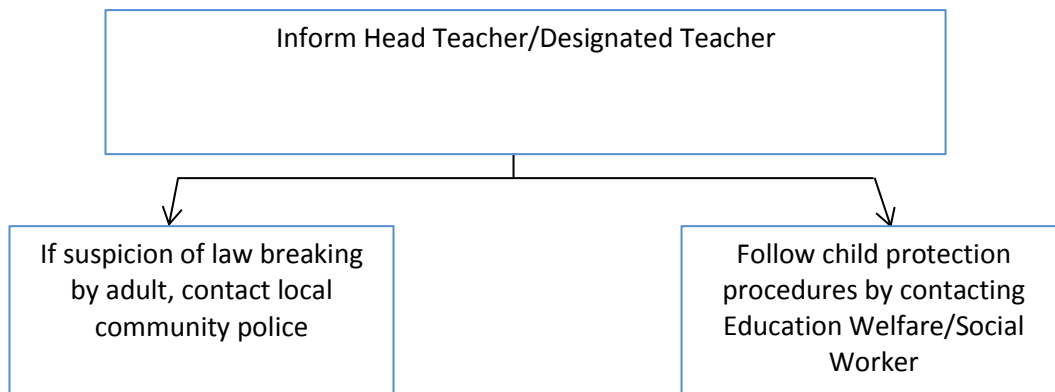 Inform Head Teacher/Designated Teacher
If suspicion of law breaking
by adult, contact local
community police
Follow child protection
procedures by contacting
Education Welfare/Social
Worker